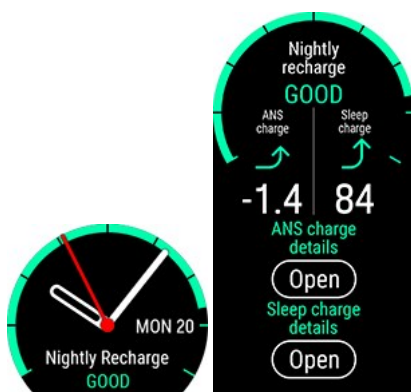 MON 20
Nightly Recharge
GOOD
Nightly
recharge
GOOD
ANS
charge
Sleep
charge
-1.4
84
ANS charge
details
Open
Sleep charge
details
Open